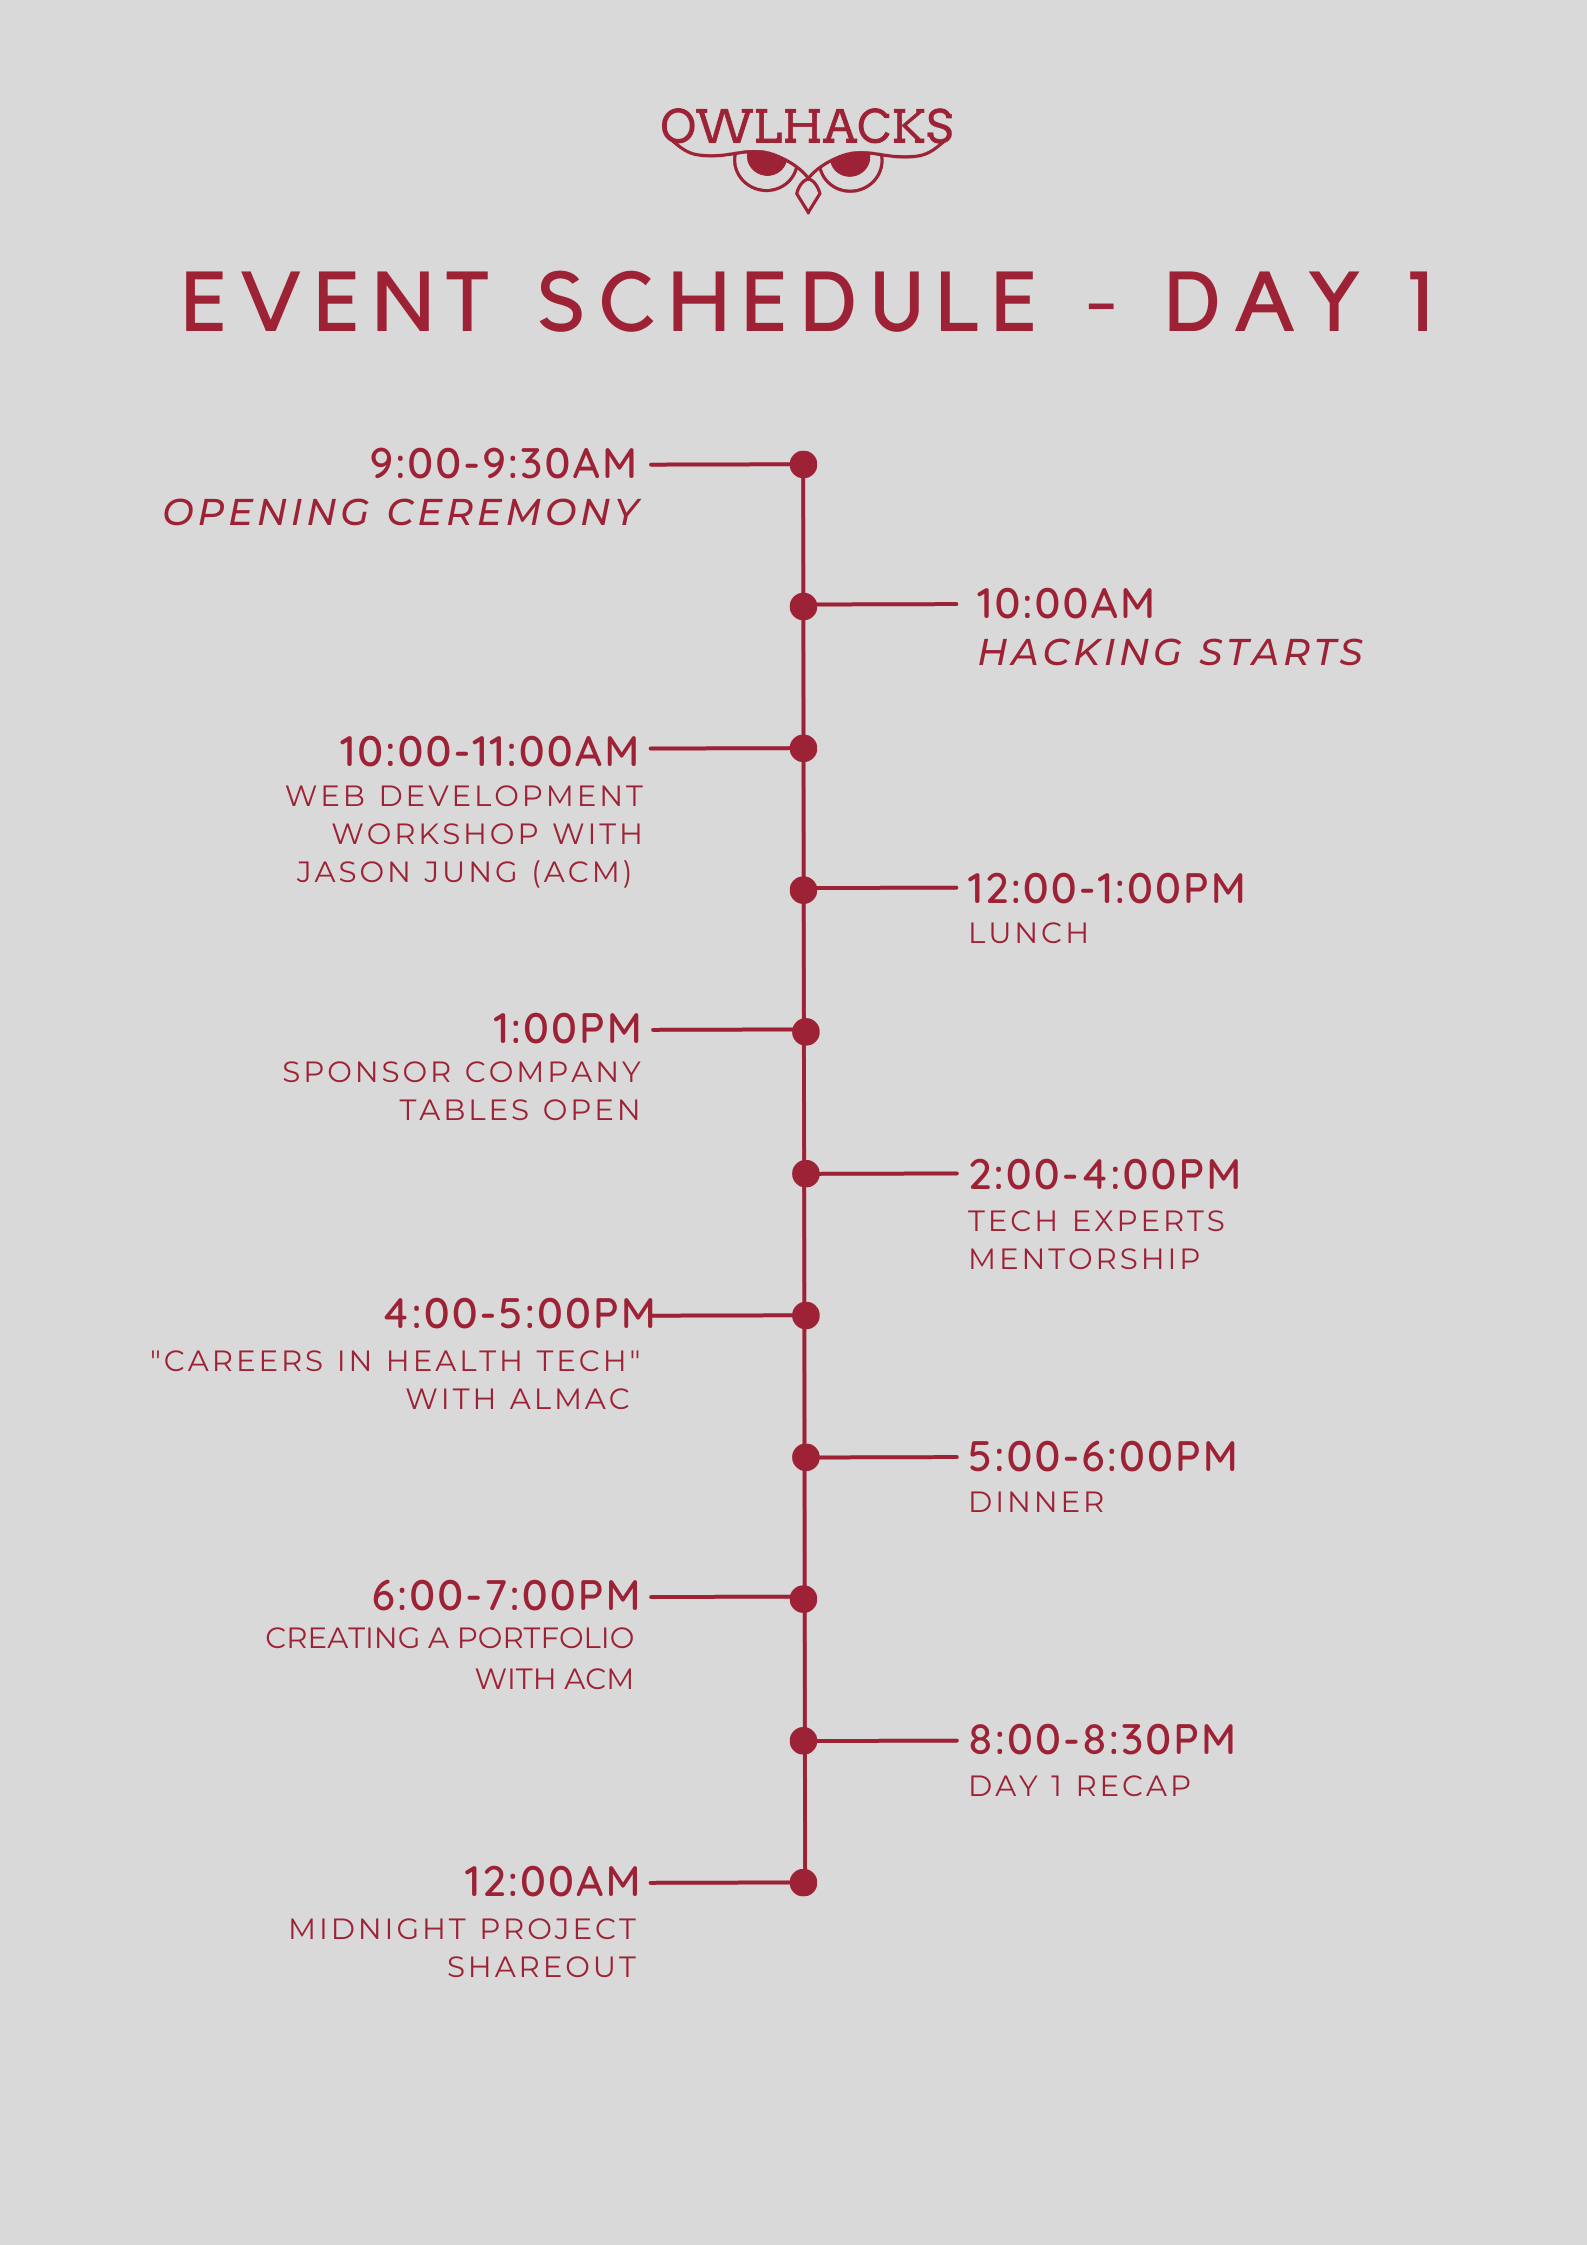 OWLHACKS
EVENT SCHEDULE - DAY 1
9:00-9:30AM
OPENING CEREMONY
10:00AM
HACKING STARTS
10:00-11:00AM
WEB DEVELOPMENT
WORKSHOP WITH
JASON JUNG (ACM)
12:00-1:00PM
LUNCH
1:00PM
SPONSOR COMPANY
TABLES OPEN
2:00-4:00PM
TECH EXPERTS
MENTORSHIP
4:00-5:00PM
"CAREERS IN HEALTH TECH"
WITH ALMAC
5:00-6:00PM
DINNER
6:00-7:00PM
CREATING A PORTFOLIO
WITH ACM
8:00-8:30PM
DAY 1 RECAP
12:00AM
MIDNIGHT PROJECT
SHAREOUT